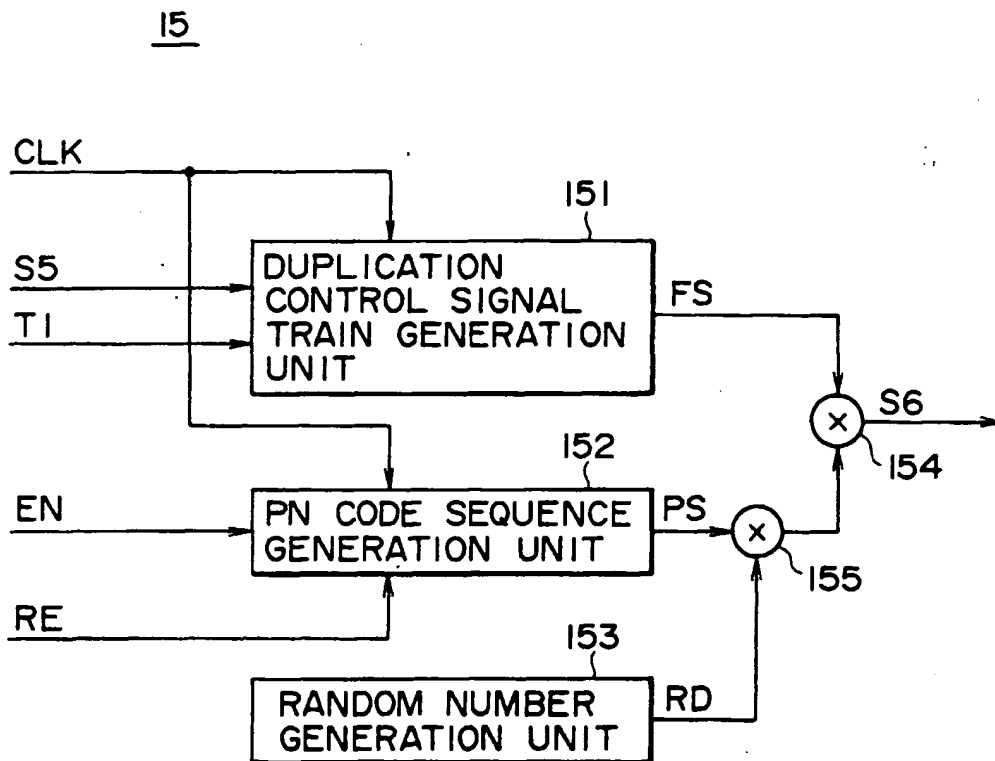 15
CLK
151
S5
DUPLICATION
CONTROL SIGNAL
TRAIN GENERATION
UNIT
FS
T1
S6
154
152
EN
PN CODE SEQUENCE
GENERATION UNIT
PS
155
RE
153
RANDOM NUMBER
GENERATION UNIT
RD